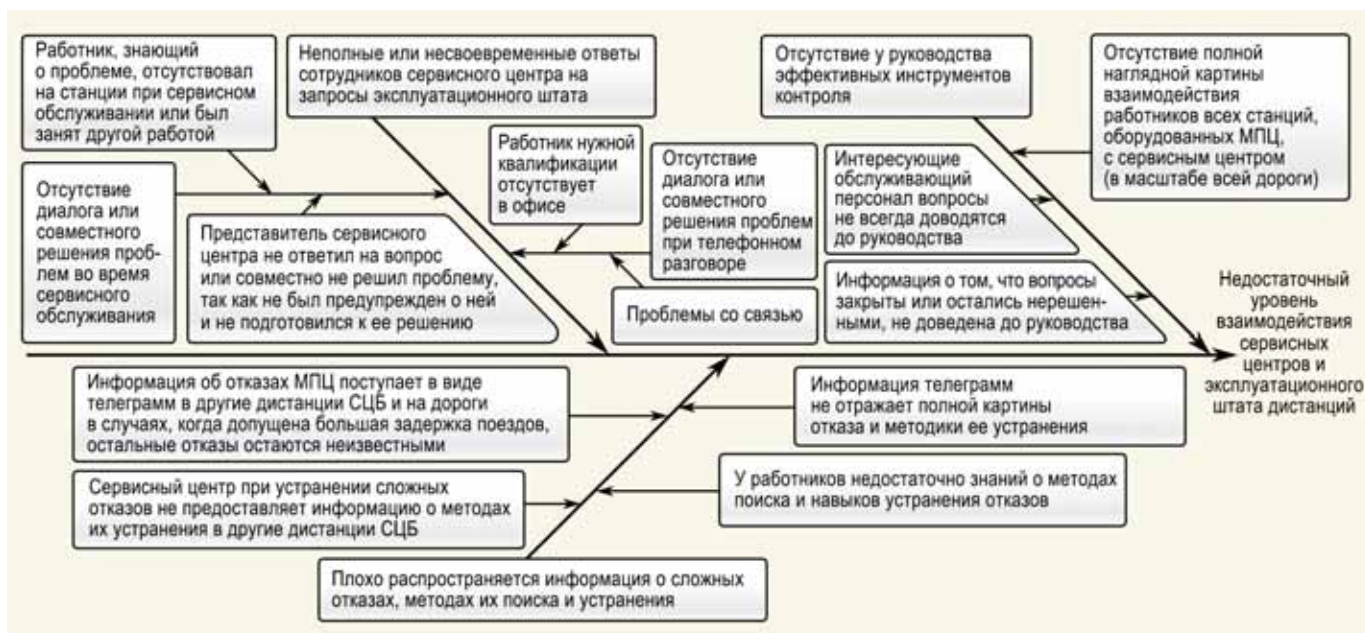 Работник, знающий
о проблеме, отсутствовал
на станции при сервисном
обслуживании или был
занят другой работой
Неполные или несвоевременные ответы
сотрудников сервисного центра на
запросы эксплуатационного штата
Отсутствие у руководства
эффективных инструментов
контроля
Отсутствие полной
наглядной картины
взаимодействия
работников всех станций,
оборудованных МПЦ,
с сервисным центром
(в масштабе всей дороги)
Отсутствие
диалога или
совместного
решения проб-
лем во время
сервисного
обслуживания
Представитель сервисного
центра не ответил на вопрос
или совместно не решил проблему,
так как не был предупрежден о ней
и не подготовился к ее решению
Работник нужной
квалификации
отсутствует
в офисе
Отсутствие
диалога или
совместного
решения проблем
при телефонном
разговоре
Проблемы со связью
Интересующие
обслуживающий
персонал вопросы
не всегда доводятся
до руководства
Информация о том, что вопросы
закрыты или остались нерешен-
ными, не доведена до руководства
Недостаточный
уровень
взаимодействия
сервисных
центров и
эксплуатационного
штата дистанций
Информация об отказах МПЦ поступает в виде
телеграмм в другие дистанции СЦБ и на дороги
в случаях, когда допущена большая задержка поездов,
остальные отказы остаются неизвестными
Информация телеграмм
не отражает полной картины
отказа и методики ее устранения
Сервисный центр при устранении сложных
отказов не предоставляет информацию о методах
их устранения в другие дистанции СЦБ
У работников недостаточно знаний о методах
поиска и навыков устранения отказов
Плохо распространяется информация о сложных
отказах, методах их поиска и устранения